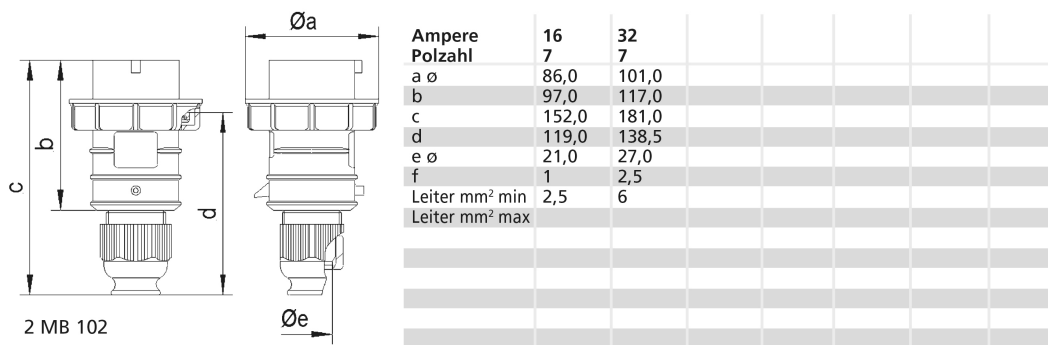 Øa
b
c
d
Øe
2 MB 102
Ampere 16 32
Polzahl 7 7
a ø 86,0 101,0
b 97,0 117,0
c 152,0 181,0
d 119,0 138,5
e ø 21,0 27,0
f 1 2,5
Leiter mm² min 2,5 6
Leiter mm² max